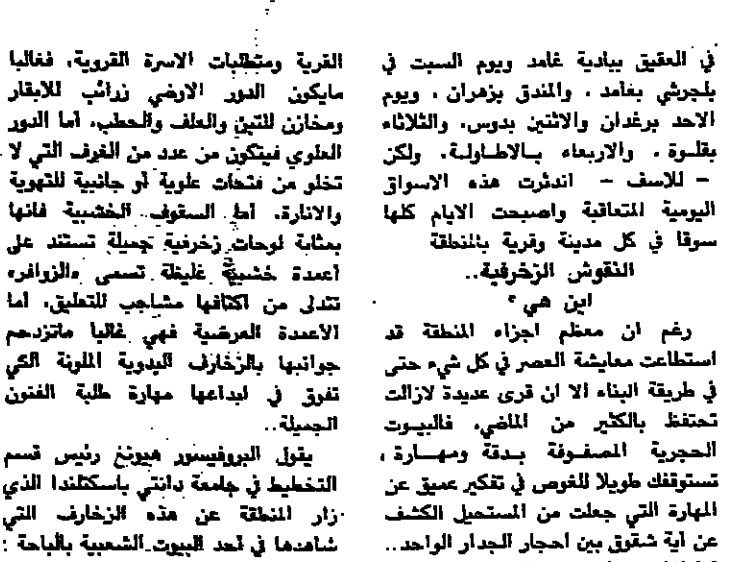 في العقيق ببادية غامد ويوم السبت في
بلجرشي بغامد ، والمندق بزهران ، ويوم
الاحد برغدان والاثنين بدوس، والثلاثاء
بقلوة ، والاربعاء بالاطاولة، ولكن
- للاسف - اندثرت هذه الاسواق
اليومية المتعاقبة واصبحت الايام كلها
سوقا في كل مدينة وقرية بالمنطقة
النقوش الزخرفية..
اين هي ؟
رغم ان معظم اجزاء المنطقة قد
استطاعت معايشة العصر في كل شيء حتى
في طريقة البناء الا ان قرى عديدة لازالت
تحتفظ بالكثير من الماضي، فالبيوت
الحجرية المصفوفة بدقة ومهارة ،
تستوقفك طويلا للغوص في تفكير عميق عن
المهارة التي جعلت من المستحيل الكشف
عن أية شقوق بين احجار الجدار الواحد..
القرية ومتطلبات الاسرة القروية، فغالبا
مايكون الدور الارضي زرائب للابقار
ومخازن للتبن والعلف والحطب، أما الدور
العلوي فيتكون من عدد من الغرف التي لا
تخلو من فتحات علوية أو جانبية للتهوية
والانارة، أما السقوف الخشبية فانها
بمثابة لوحات زخرفية جميلة تستند على
أعمدة خشبية غليظة تسمى «الزوافر»
تتدلى من اكتافها مشاجب للتعليق، أما
الاعمدة العرضية فهي غالبا ماتزدحم
جوانبها بالزخارف اليدوية الملونة التي
تفرق في ابداعها مهارة طلبة الفنون
الجميلة..
يقول البروفيسور هيونخ رئيس قسم
التخطيط في جامعة دانتي باسكتلندا الذي
زار المنطقة عن هذه الزخارف التي
شاهدها في أحد البيوت الشعبية بالباحة :